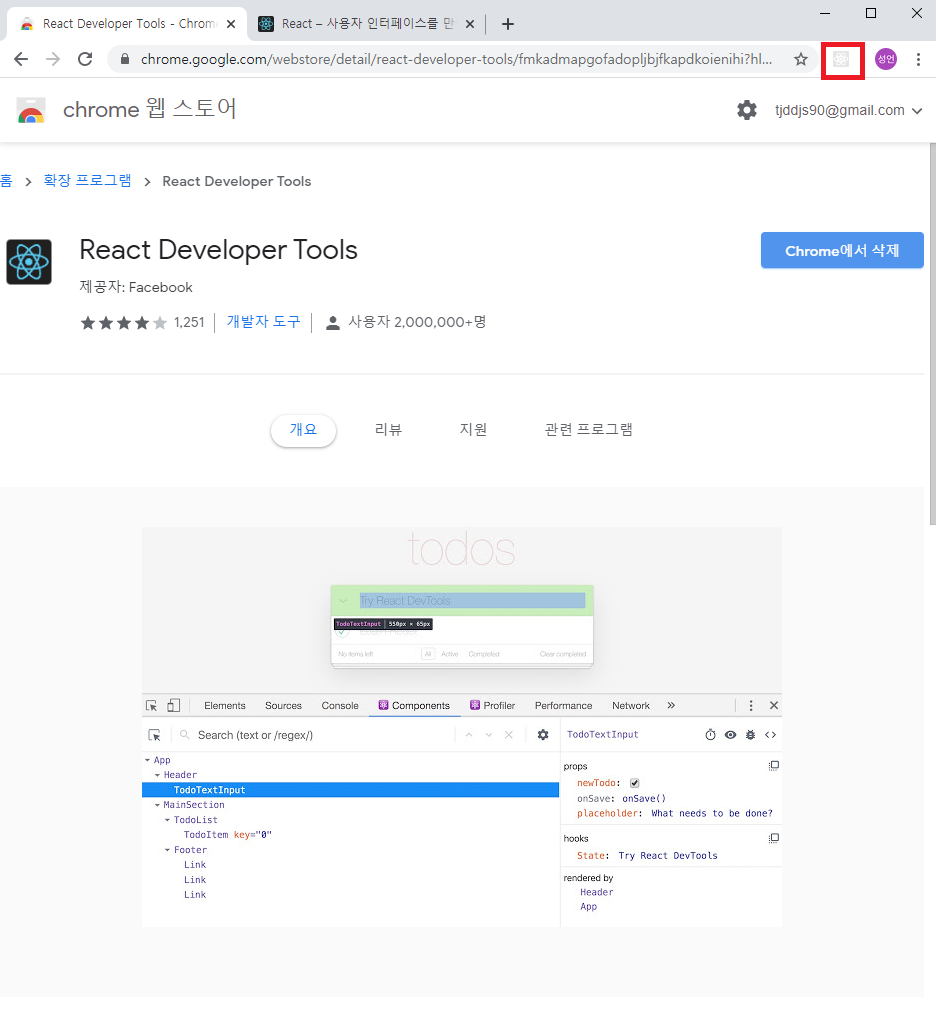 React Developer Tools - Chrom
React – 사용자 인터페이스를 만
chrome.google.com/webstore/detail/react-developer-tools/fmkadmapgofadopljbjfkapdkoienihi?hl...
성언
chrome 웹 스토어
tjddjs90@gmail.com
홈 > 확장 프로그램 > React Developer Tools
React Developer Tools
Chrome에서 삭제
제공자: Facebook
1,251 개발자 도구 사용자 2,000,000+명
개요 리뷰 지원 관련 프로그램
todos
Try React DevTools
TodoTextInput | 550px × 65px
No items left All Active Completed Clear completed
Elements Sources Console Components Profiler Performance Network »
Search (text or /regex/)
TodoTextInput
App
Header
TodoTextInput
MainSection
TodoList
TodoItem key="0"
Footer
Link
Link
Link
props
newTodo:
onSave: onSave()
placeholder: What needs to be done?
hooks
State: Try React DevTools
rendered by
Header
App